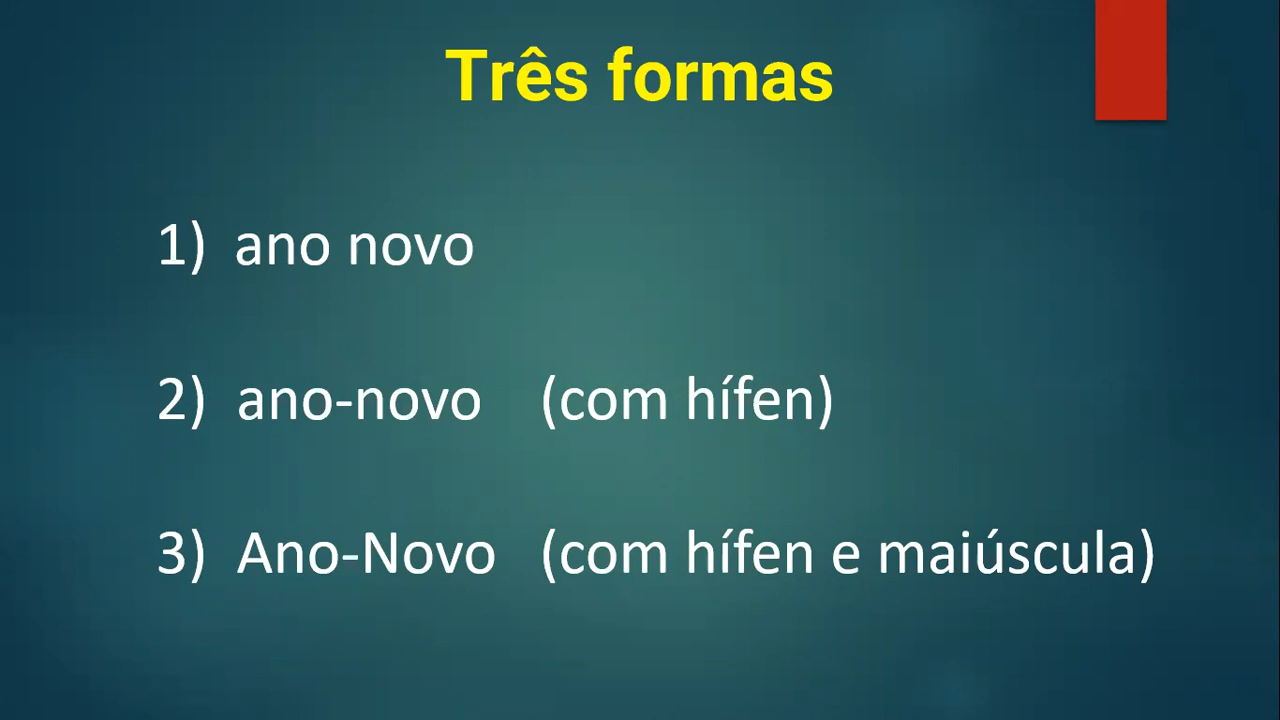 Três formas
1) ano novo
2) ano-novo (com hífen)
3) Ano-Novo (com hífen e maiúscula)